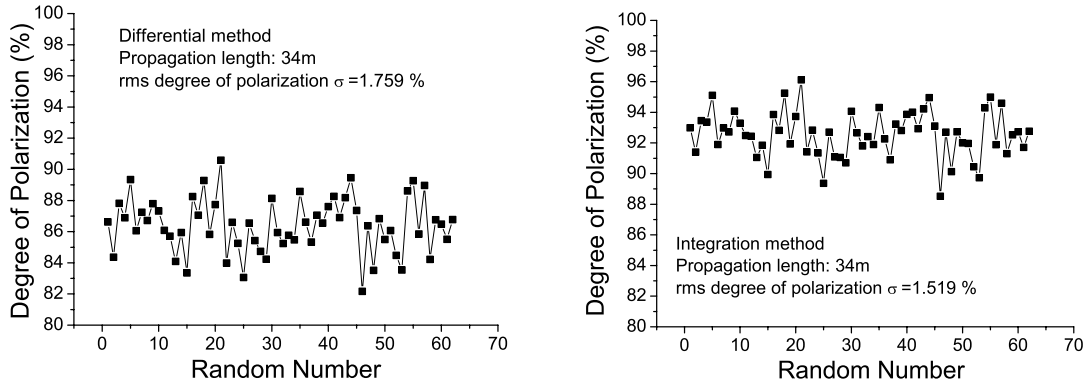 Degree of Polarization (%)
100
98
96
94
92
90
88
86
84
82
80
Differential method
Propagation length: 34m
rms degree of polarization σ =1.759 %
0 10 20 30 40 50 60 70
Random Number
Degree of Polarization (%)
100
98
96
94
92
90
88
86
84
82
80
Integration method
Propagation length: 34m
rms degree of polarization σ =1.519 %
0 10 20 30 40 50 60 70
Random Number